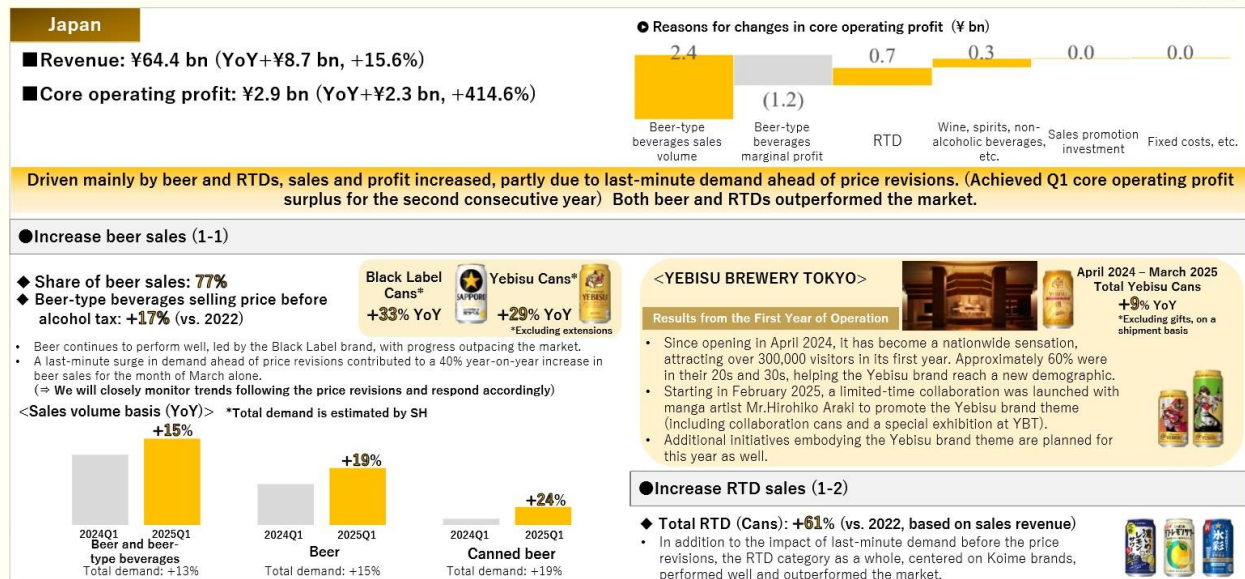 Japan
■Revenue: ¥64.4 bn (YoY+¥8.7 bn, +15.6%)
■Core operating profit: ¥2.9 bn (YoY+¥2.3 bn, +414.6%)
Reasons for changes in core operating profit (¥ bn)
2.4
(1.2)
0.7
0.3
0.0
0.0
Beer-type
beverages sales
volume
Beer-type
beverages
marginal profit
RTD
Wine, spirits, non-
alcoholic beverages,
etc.
Sales promotion
investment
Fixed costs, etc.
Driven mainly by beer and RTDs, sales and profit increased, partly due to last-minute demand ahead of price revisions. (Achieved Q1 core operating profit
surplus for the second consecutive year) Both beer and RTDs outperformed the market.
●Increase beer sales (1-1)
◆ Share of beer sales: 77%
◆ Beer-type beverages selling price before
alcohol tax: +17% (vs. 2022)
Black Label
Cans*
+33% YoY
SAPPORO
Yebisu Cans*
+29% YoY
YEBISU
*Excluding extensions
• Beer continues to perform well, led by the Black Label brand, with progress outpacing the market.
• A last-minute surge in demand ahead of price revisions contributed to a 40% year-on-year increase in
beer sales for the month of March alone.
(⇒ We will closely monitor trends following the price revisions and respond accordingly)
<Sales volume basis (YoY)> *Total demand is estimated by SH
+15%
2024Q1 2025Q1
Beer and beer-
type beverages
Total demand: +13%
+19%
2024Q1 2025Q1
Beer
Total demand: +15%
+24%
2024Q1 2025Q1
Canned beer
Total demand: +19%
<YEBISU BREWERY TOKYO>
Results from the First Year of Operation
April 2024 – March 2025
Total Yebisu Cans
+9% YoY
*Excluding gifts, on a
shipment basis
• Since opening in April 2024, it has become a nationwide sensation,
attracting over 300,000 visitors in its first year. Approximately 60% were
in their 20s and 30s, helping the Yebisu brand reach a new demographic.
• Starting in February 2025, a limited-time collaboration was launched with
manga artist Mr.Hirohiko Araki to promote the Yebisu brand theme
(including collaboration cans and a special exhibition at YBT).
• Additional initiatives embodying the Yebisu brand theme are planned for
this year as well.
●Increase RTD sales (1-2)
◆ Total RTD (Cans): +61% (vs. 2022, based on sales revenue)
• In addition to the impact of last-minute demand before the price
revisions, the RTD category as a whole, centered on Koime brands,
performed well and outperformed the market.